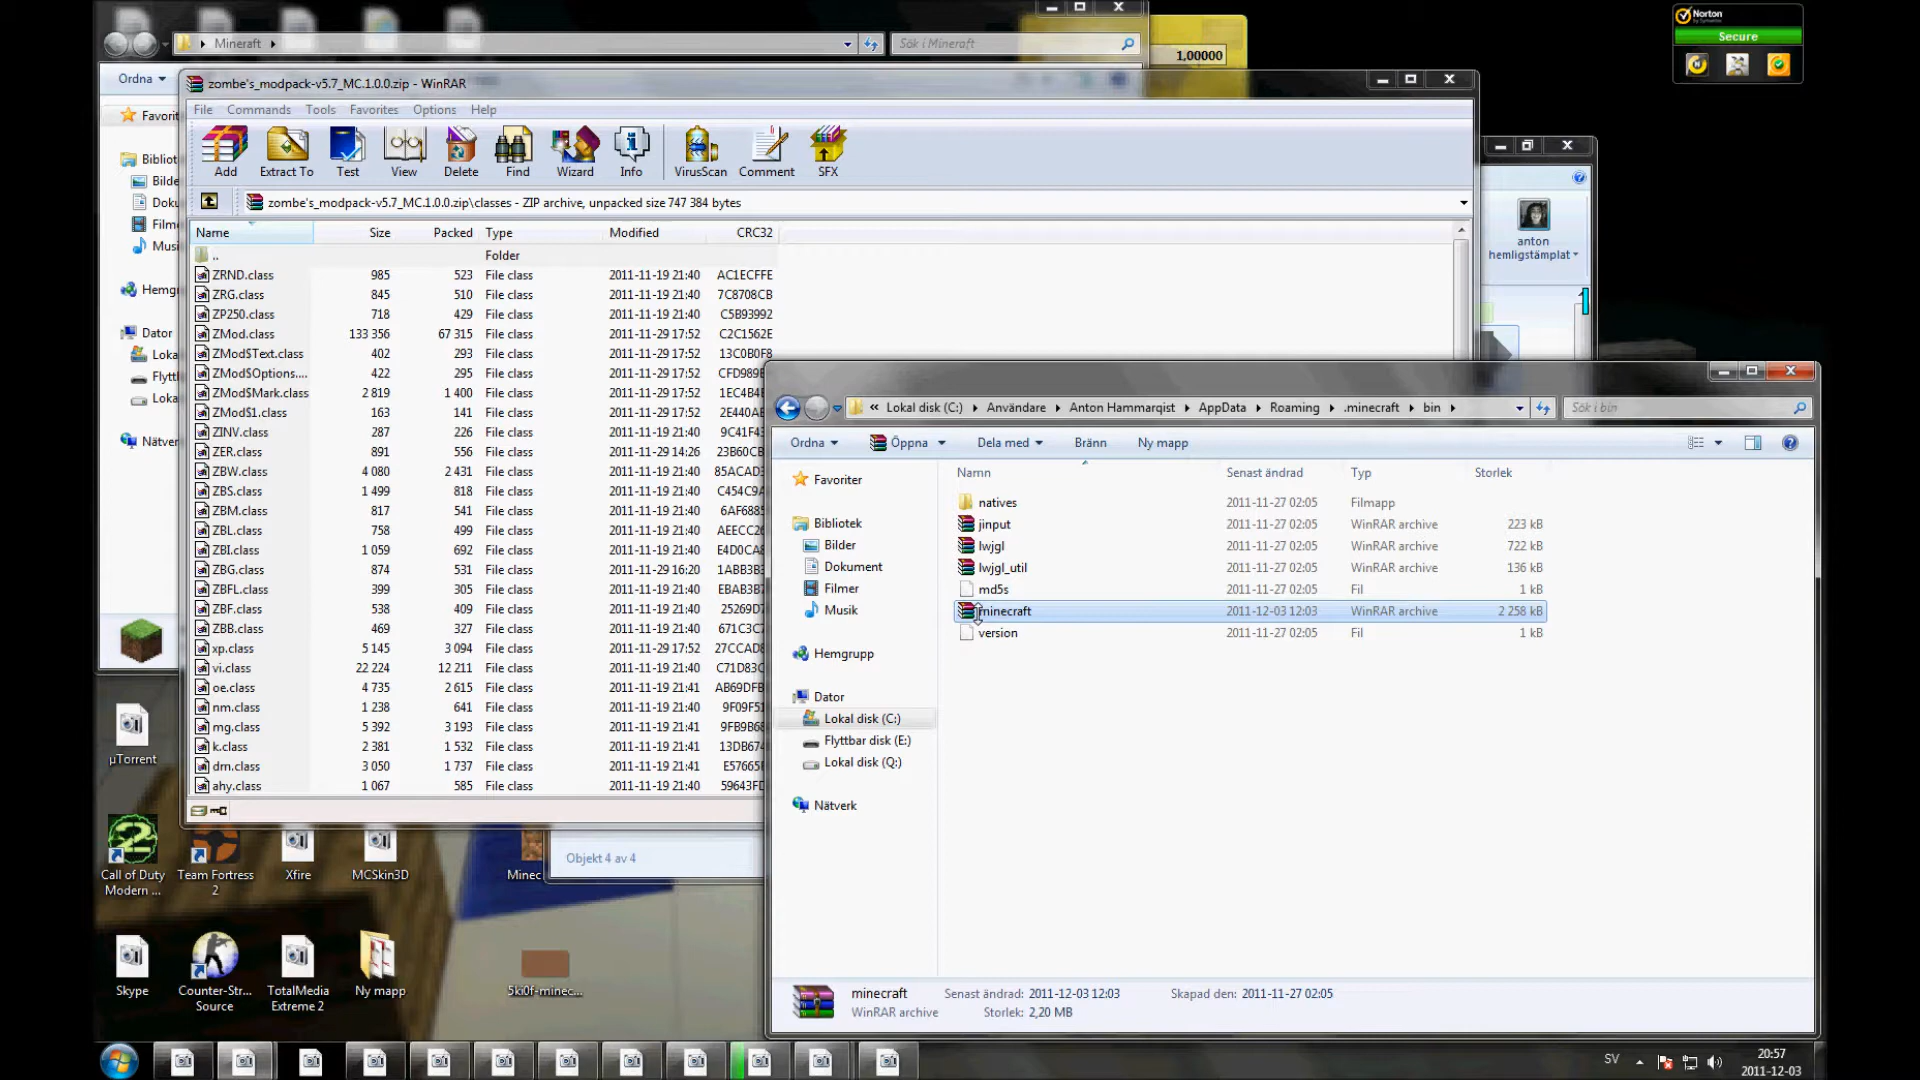 Norton
Secure
Mineraft
Sök i Mineraft
1,00000
Ordna
zombe's_modpack-v5.7_MC.1.0.0.zip - WinRAR
File Commands Tools Favorites Options Help
Add Extract To Test View Delete Find Wizard Info VirusScan Comment SFX
zombe's_modpack-v5.7_MC.1.0.0.zip\classes - ZIP archive, unpacked size 747 384 bytes
Name Size Packed Type Modified CRC32
.. Folder
ZRND.class 985 523 File class 2011-11-19 21:40 AC1ECFFE
ZRG.class 845 510 File class 2011-11-19 21:40 7C8708CB
ZP250.class 718 429 File class 2011-11-19 21:40 C5B93992
ZMod.class 133 356 67 315 File class 2011-11-29 17:52 C2C1562E
ZMod$Text.class 402 293 File class 2011-11-29 17:52 13C0B0F8
ZMod$Options.... 422 295 File class 2011-11-29 17:52 CFD989E
ZMod$Mark.class 2 819 1 400 File class 2011-11-29 17:52 1EC4B4E
ZMod$1.class 163 141 File class 2011-11-29 17:52 2E440AE
ZINV.class 287 226 File class 2011-11-19 21:40 9C41F43
ZER.class 891 556 File class 2011-11-29 14:26 23B60CB
ZBW.class 4 080 2 431 File class 2011-11-19 21:40 85ACAD3
ZBS.class 1 499 818 File class 2011-11-19 21:40 C454C9A
ZBM.class 817 541 File class 2011-11-19 21:40 6AF6885
ZBL.class 758 499 File class 2011-11-19 21:40 AEECC26
ZBI.class 1 059 692 File class 2011-11-19 21:40 E4D0CA8
ZBG.class 874 531 File class 2011-11-29 16:20 1ABB3B3
ZBFL.class 399 305 File class 2011-11-19 21:40 EBAB3B7
ZBF.class 538 409 File class 2011-11-19 21:40 25269D7
ZBB.class 469 327 File class 2011-11-19 21:40 671C3C7
xp.class 5 145 3 094 File class 2011-11-29 17:52 27CCAD8
vi.class 22 224 12 211 File class 2011-11-19 21:40 C71D83C
oe.class 4 735 2 615 File class 2011-11-19 21:41 AB69DFB
nm.class 1 238 641 File class 2011-11-19 21:40 9F09F51
mg.class 5 392 3 193 File class 2011-11-19 21:41 9FB9B68
k.class 2 381 1 532 File class 2011-11-19 21:41 13DB674
drn.class 3 050 1 737 File class 2011-11-19 21:41 E57665F
ahy.class 1 067 585 File class 2011-11-19 21:40 59643FD
Favorit
Bibliot
Bilde
Doku
Film
Musi
Hemg
Dator
Loka
Flytt
Loka
Nätver
anton
hemligstämplat
Lokal disk (C:) Användare Anton Hammarqist AppData Roaming .minecraft bin
Sök i bin
Ordna Öppna Dela med Bränn Ny mapp
Namn Senast ändrad Typ Storlek
natives 2011-11-27 02:05 Filmapp
jinput 2011-11-27 02:05 WinRAR archive 223 kB
lwjgl 2011-11-27 02:05 WinRAR archive 722 kB
lwjgl_util 2011-11-27 02:05 WinRAR archive 136 kB
md5s 2011-11-27 02:05 Fil 1 kB
minecraft 2011-12-03 12:03 WinRAR archive 2 258 kB
version 2011-11-27 02:05 Fil 1 kB
Favoriter
Bibliotek
Bilder
Dokument
Filmer
Musik
Hemgrupp
Dator
Lokal disk (C:)
Flyttbar disk (E:)
Lokal disk (Q:)
Nätverk
minecraft Senast ändrad: 2011-12-03 12:03 Skapad den: 2011-11-27 02:05
WinRAR archive Storlek: 2,20 MB
Objekt 4 av 4
µTorrent
Call of Duty
Modern ...
Team Fortress
2
Xfire
MCSkin3D
Minec
Skype
Counter-Str...
Source
TotalMedia
Extreme 2
Ny mapp
5ki0f-minec...
SV
20:57
2011-12-03